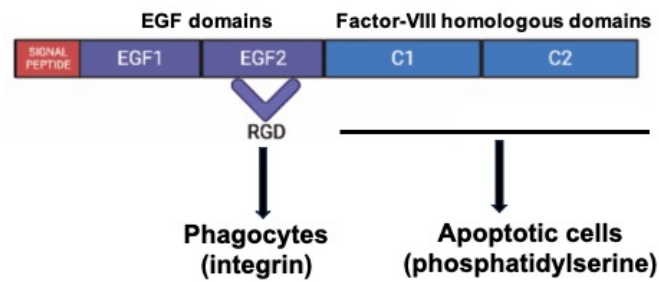 EGF domains
Factor-VIII homologous domains
SIGNAL
PEPTIDE
EGF1
EGF2
C1
C2
RGD
Phagocytes
(integrin)
Apoptotic cells
(phosphatidylserine)